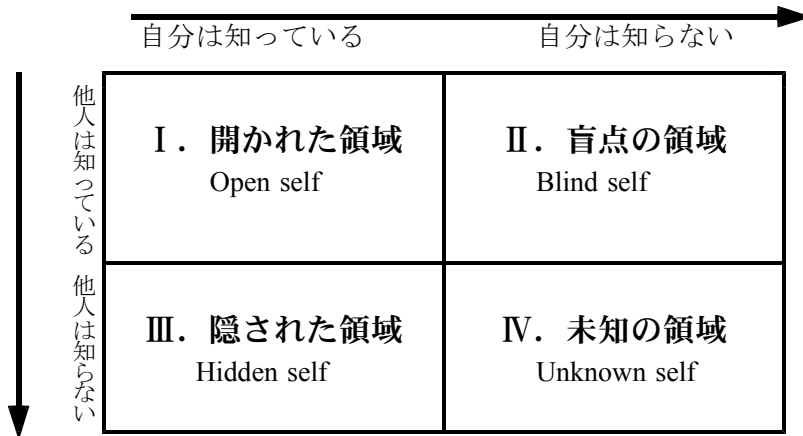 自分は知っている 自分は知らない
他人は知っている
Ⅰ．開かれた領域
Open self
Ⅱ．盲点の領域
Blind self
他人は知らない
Ⅲ．隠された領域
Hidden self
Ⅳ．未知の領域
Unknown self